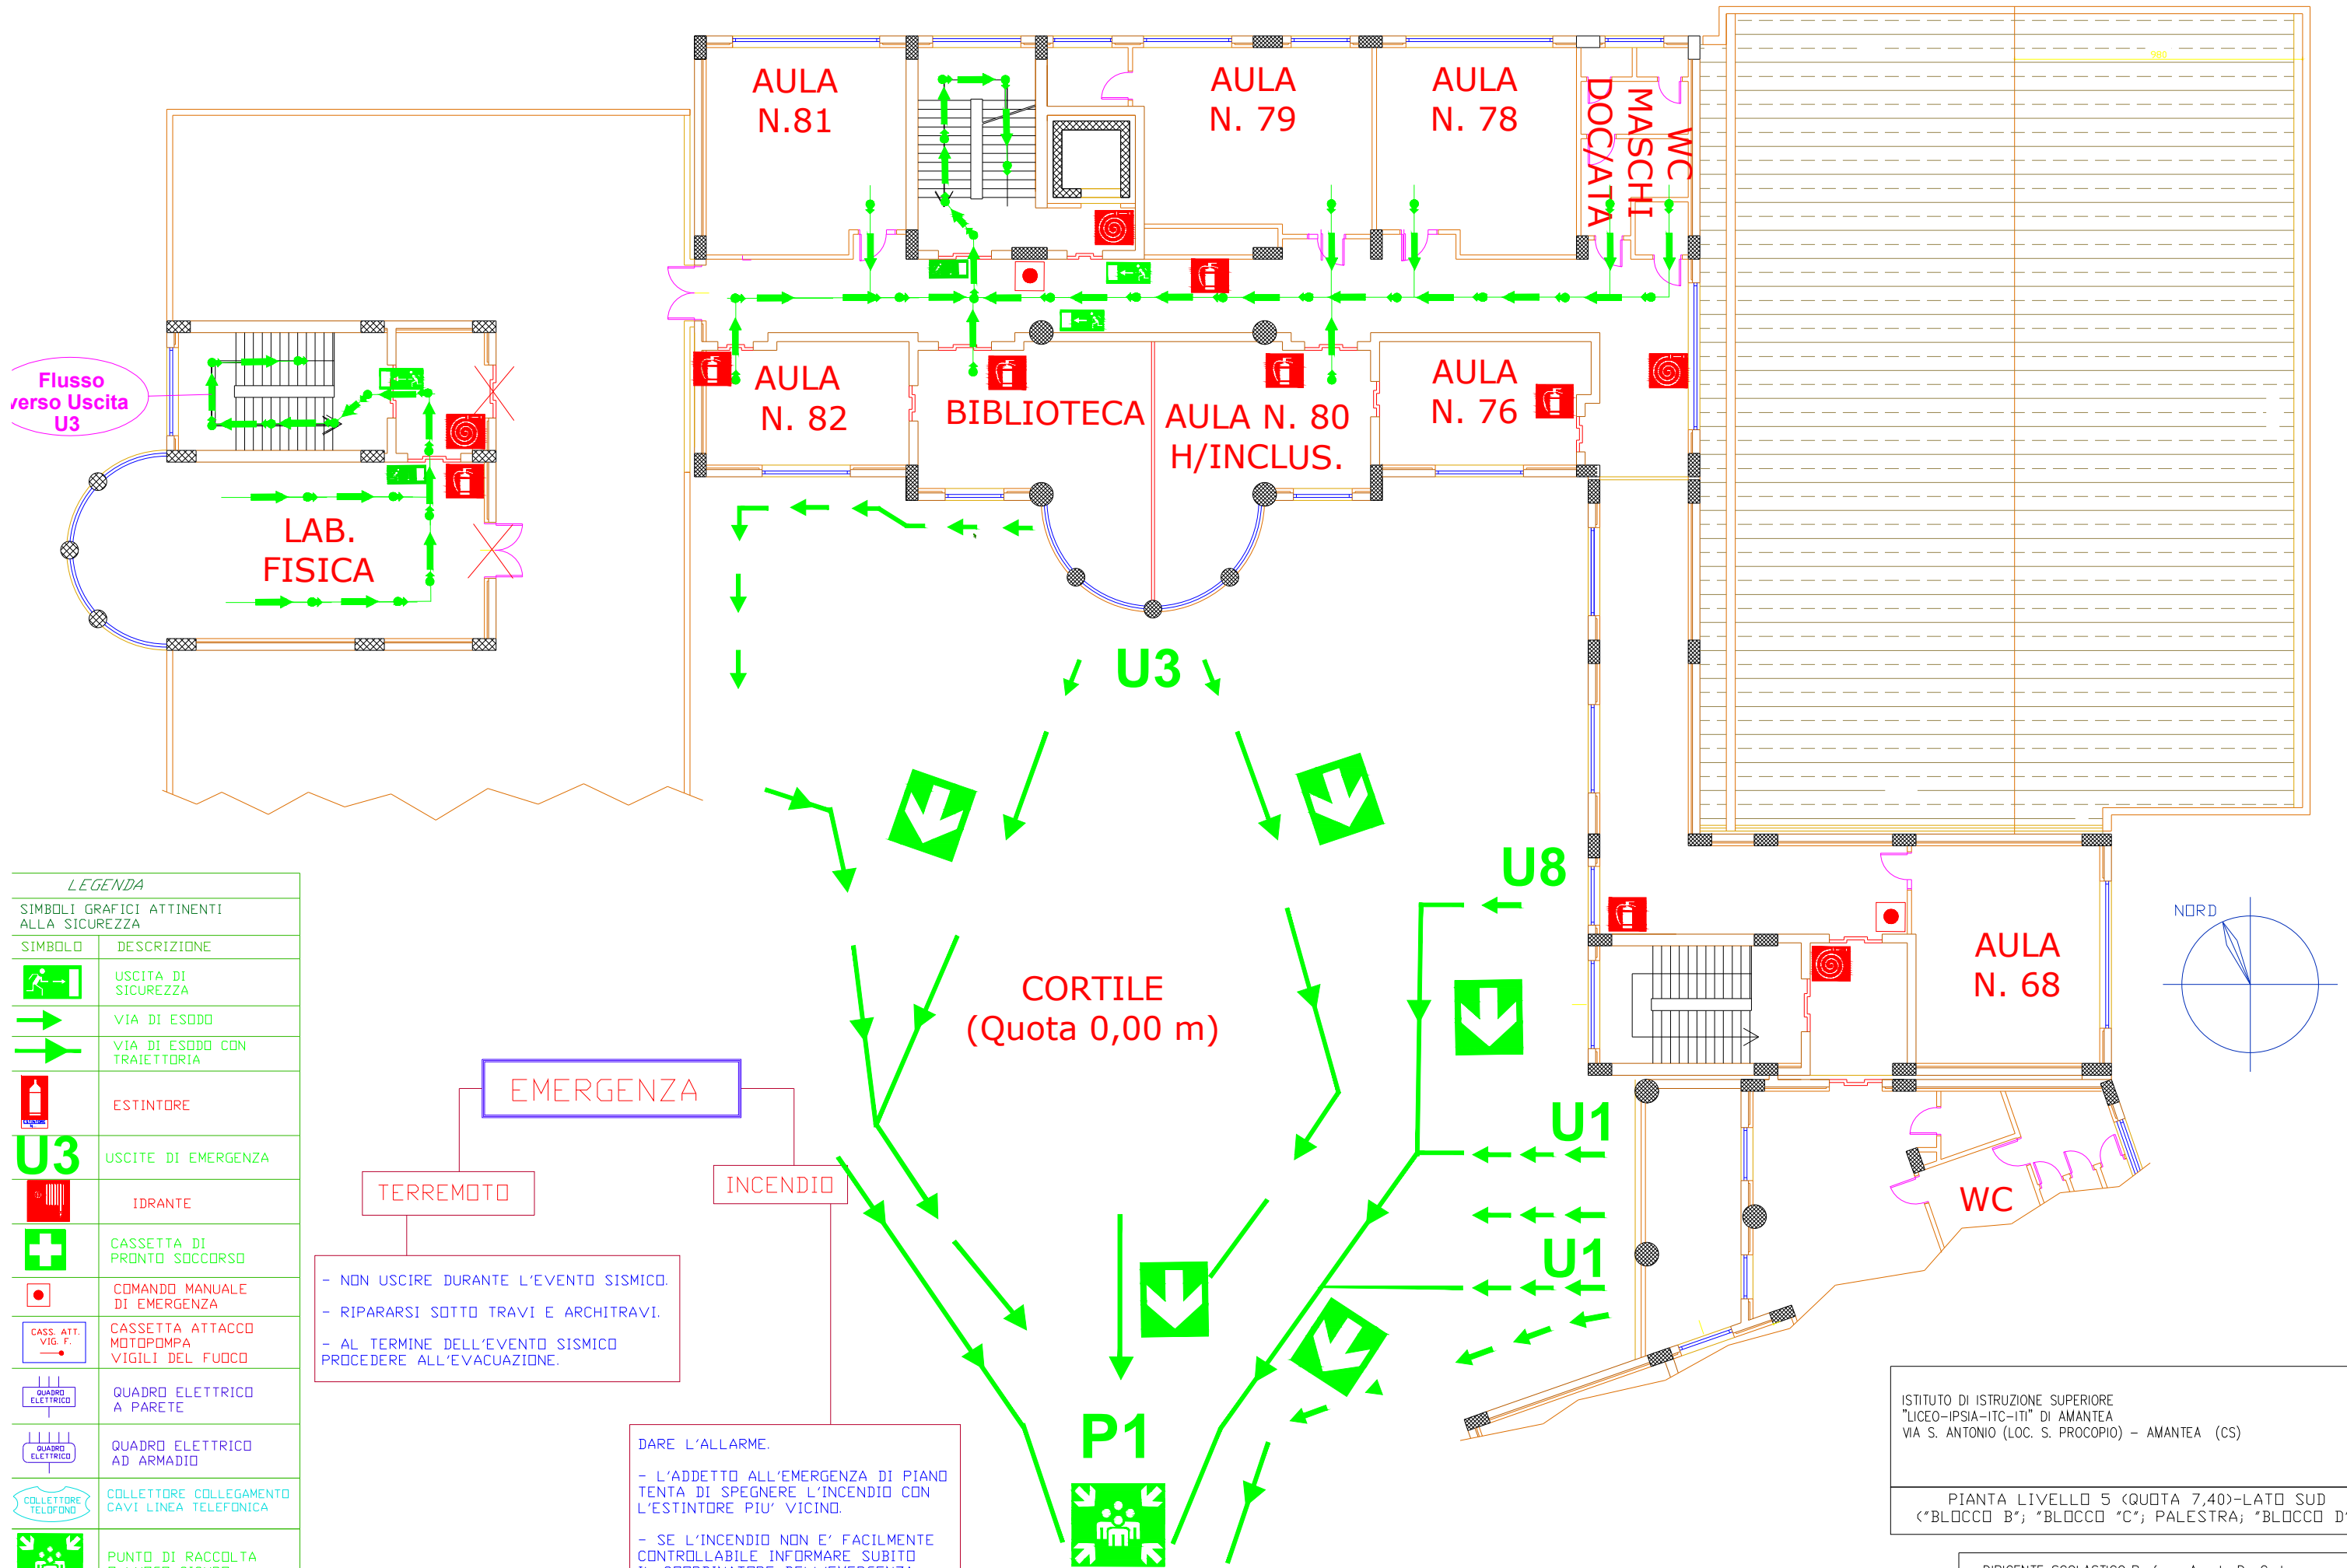 980
AULA
N.81
AULA
N. 79
AULA
N. 78
DOC/ATA
MASCHI
WC
Flusso
verso Uscita
U3
AULA
N. 82
BIBLIOTECA
AULA N. 80
H/INCLUS.
AULA
N. 76
LAB.
FISICA
U3
U8
NORD
AULA
N. 68
CORTILE
(Quota 0,00 m)
U1
WC
U1
P1
LEGENDA
SIMBOLI GRAFICI ATTINENTI
ALLA SICUREZZA
SIMBOLO DESCRIZIONE
USCITA DI
SICUREZZA
VIA DI ESODO
VIA DI ESODO CON
TRAIETTORIA
ESTINTORE
U3 USCITE DI EMERGENZA
IDRANTE
CASSETTA DI
PRONTO SOCCORSO
COMANDO MANUALE
DI EMERGENZA
CASS. ATT.
VIG. F.
CASSETTA ATTACCO
MOTOPOMPA
VIGILI DEL FUOCO
QUADRO
ELETTRICO
QUADRO ELETTRICO
A PARETE
QUADRO
ELETTRICO
QUADRO ELETTRICO
AD ARMADIO
COLLETTORE
TELEFONO
COLLETTORE COLLEGAMENTO
CAVI LINEA TELEFONICA
PUNTO DI RACCOLTA
EMERGENZA
TERREMOTO
INCENDIO
- NON USCIRE DURANTE L'EVENTO SISMICO.
- RIPARARSI SOTTO TRAVI E ARCHITRAVI.
- AL TERMINE DELL'EVENTO SISMICO
PROCEDERE ALL'EVACUAZIONE.
DARE L'ALLARME.
- L'ADDETTO ALL'EMERGENZA DI PIANO
TENTA DI SPEGNERE L'INCENDIO CON
L'ESTINTORE PIU' VICINO.
- SE L'INCENDIO NON E' FACILMENTE
CONTROLLABILE INFORMARE SUBITO
ISTITUTO DI ISTRUZIONE SUPERIORE
"LICEO-IPSIA-ITC-ITI" DI AMANTEA
VIA S. ANTONIO (LOC. S. PROCOPIO) - AMANTEA (CS)
PIANTA LIVELLO 5 (QUOTA 7,40)-LATO SUD
("BLOCCO B"; "BLOCCO "C"; PALESTRA; "BLOCCO D"